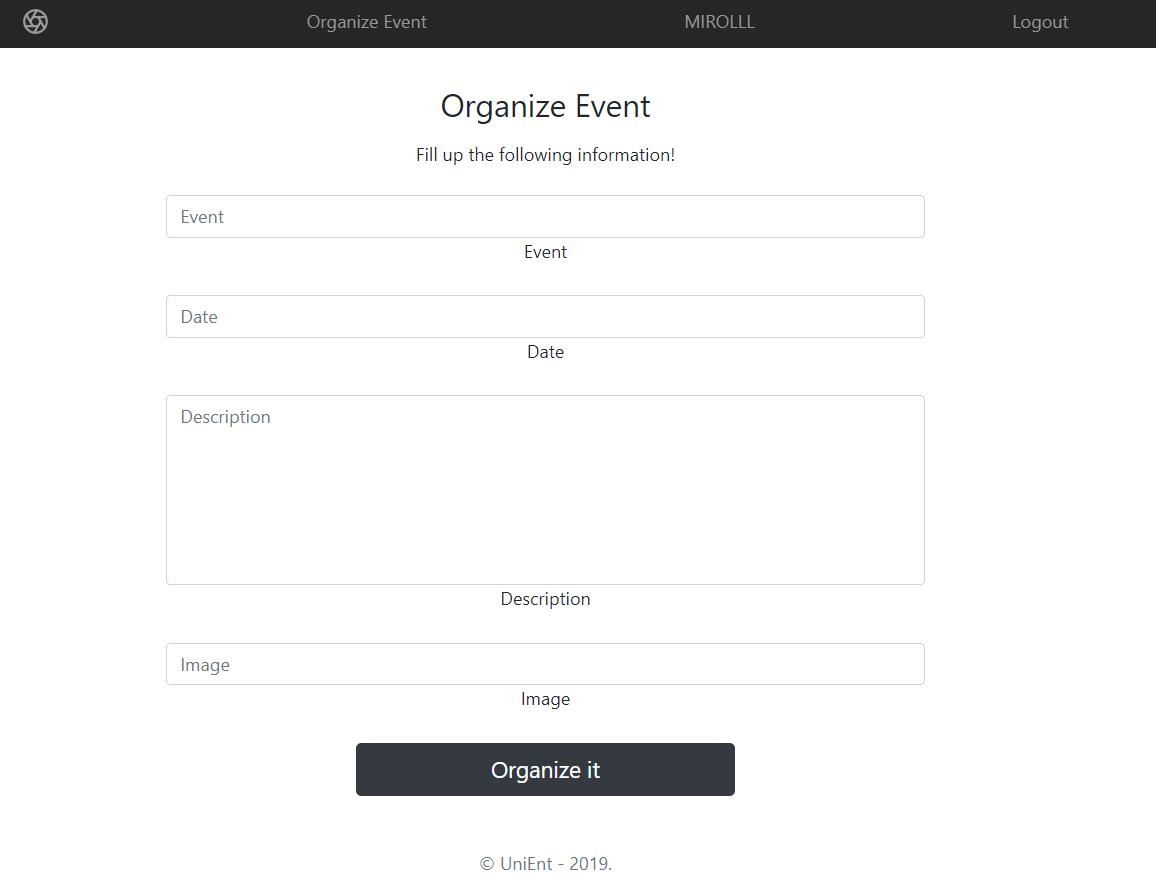 Organize Event MIROLLL Logout
Organize Event
Fill up the following information!
Event
Event
Date
Date
Description
Description
Image
Image
Organize it
© UniEnt - 2019.